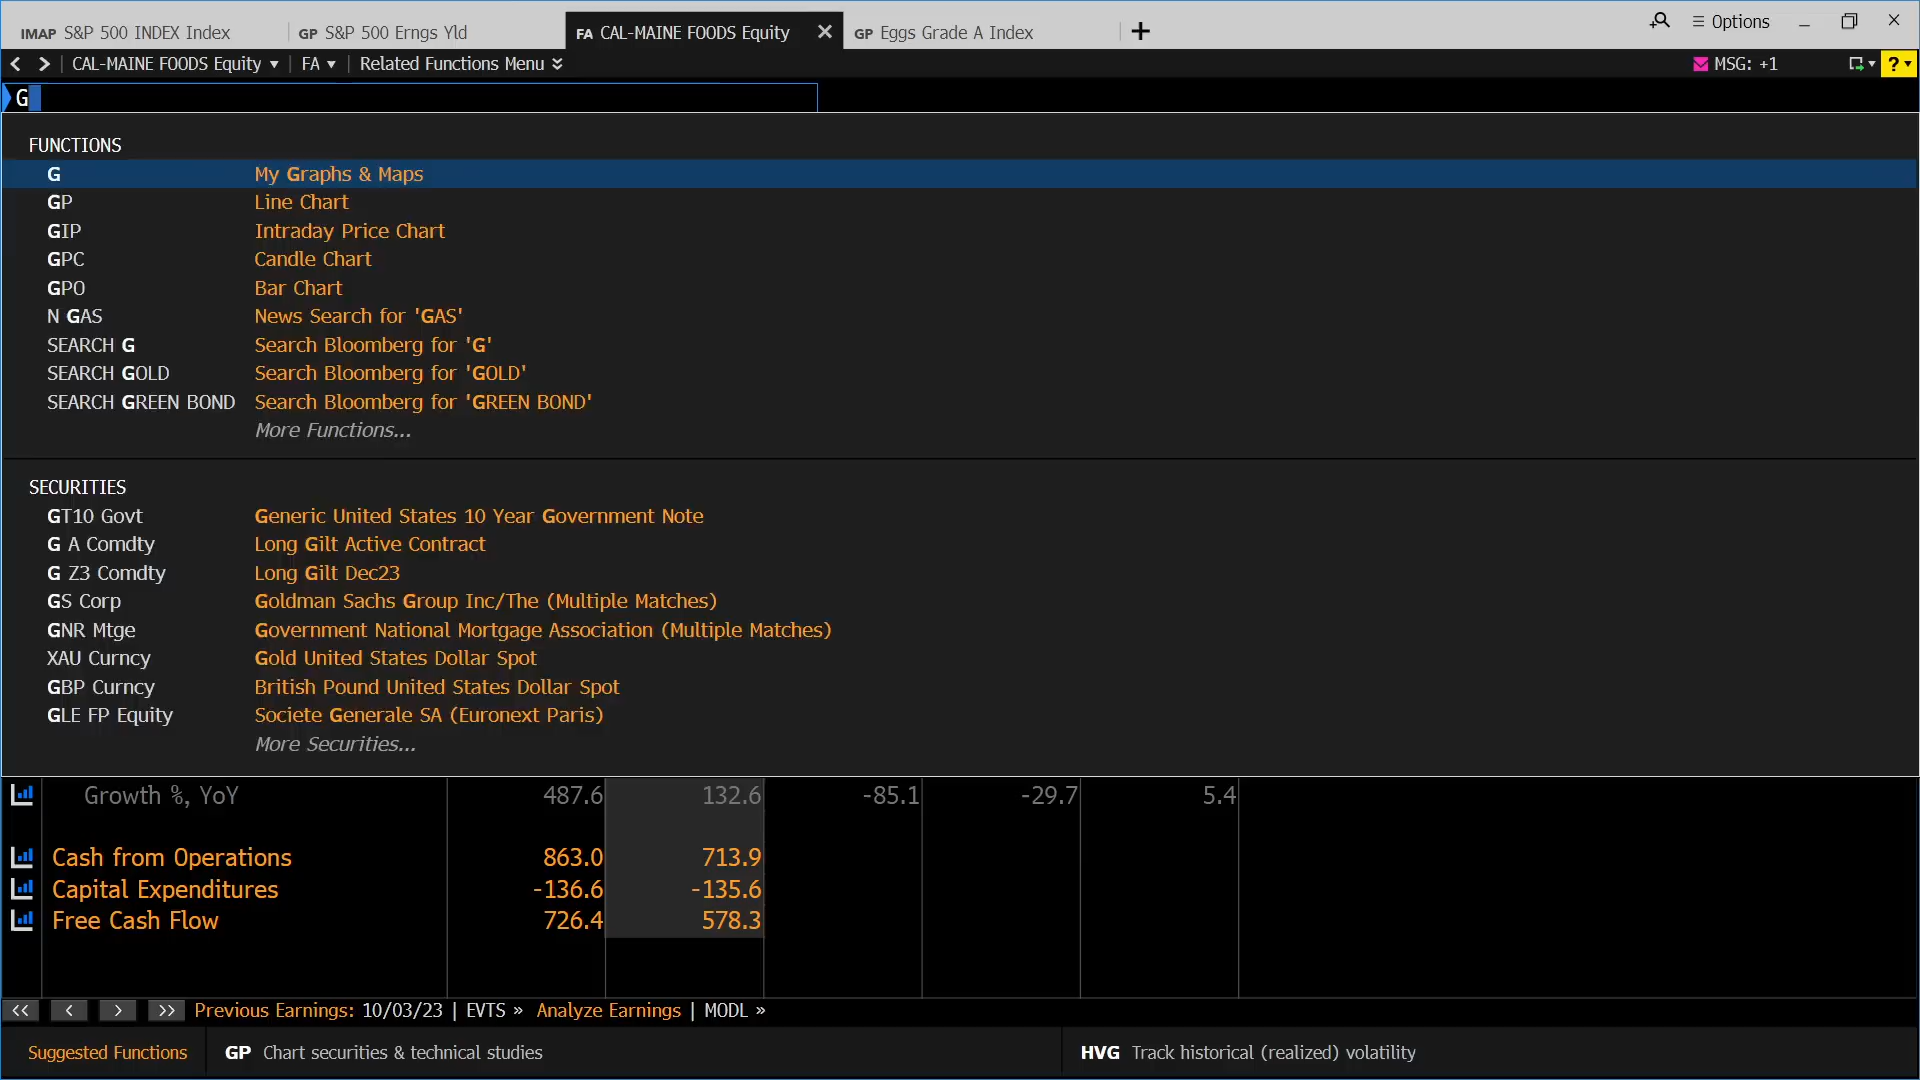 IMAP S&P 500 INDEX Index GP S&P 500 Erngs Yld FA CAL-MAINE FOODS Equity GP Eggs Grade A Index Options
CAL-MAINE FOODS Equity FA Related Functions Menu MSG: +1 ?
G
FUNCTIONS
G My Graphs & Maps
GP Line Chart
GIP Intraday Price Chart
GPC Candle Chart
GPO Bar Chart
N GAS News Search for 'GAS'
SEARCH G Search Bloomberg for 'G'
SEARCH GOLD Search Bloomberg for 'GOLD'
SEARCH GREEN BOND Search Bloomberg for 'GREEN BOND'
More Functions...
SECURITIES
GT10 Govt Generic United States 10 Year Government Note
G A Comdty Long Gilt Active Contract
G Z3 Comdty Long Gilt Dec23
GS Corp Goldman Sachs Group Inc/The (Multiple Matches)
GNR Mtge Government National Mortgage Association (Multiple Matches)
XAU Curncy Gold United States Dollar Spot
GBP Curncy British Pound United States Dollar Spot
GLE FP Equity Societe Generale SA (Euronext Paris)
More Securities...
Growth %, YoY 487.6 132.6 -85.1 -29.7 5.4
Cash from Operations 863.0 713.9
Capital Expenditures -136.6 -135.6
Free Cash Flow 726.4 578.3
<< < > >> Previous Earnings: 10/03/23 | EVTS » Analyze Earnings | MODL »
Suggested Functions GP Chart securities & technical studies HVG Track historical (realized) volatility